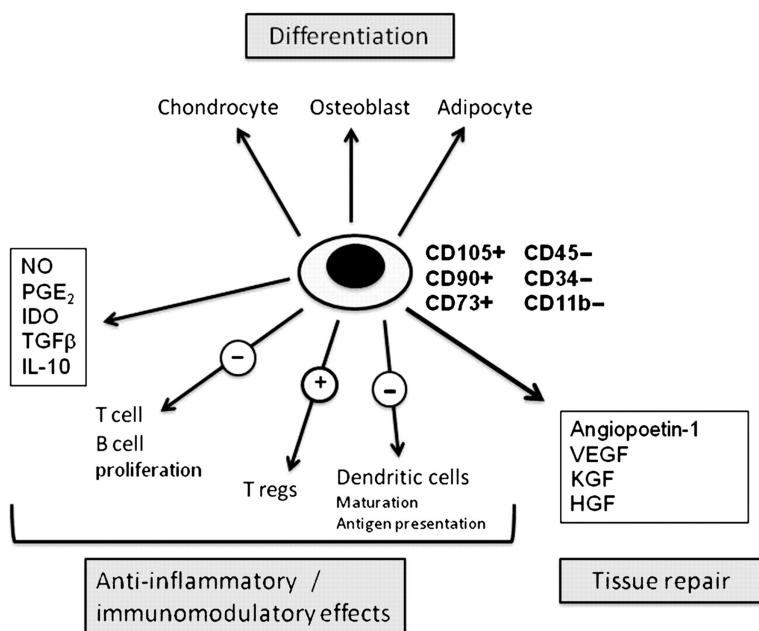 Differentiation
Chondrocyte Osteoblast Adipocyte
CD105+ CD45−
CD90+ CD34−
CD73+ CD11b−
NO
PGE₂
IDO
TGFβ
IL-10
−
+
−
T cell
B cell
proliferation
T regs
Dendritic cells
Maturation
Antigen presentation
Angiopoetin-1
VEGF
KGF
HGF
Anti-inflammatory /
immunomodulatory effects
Tissue repair